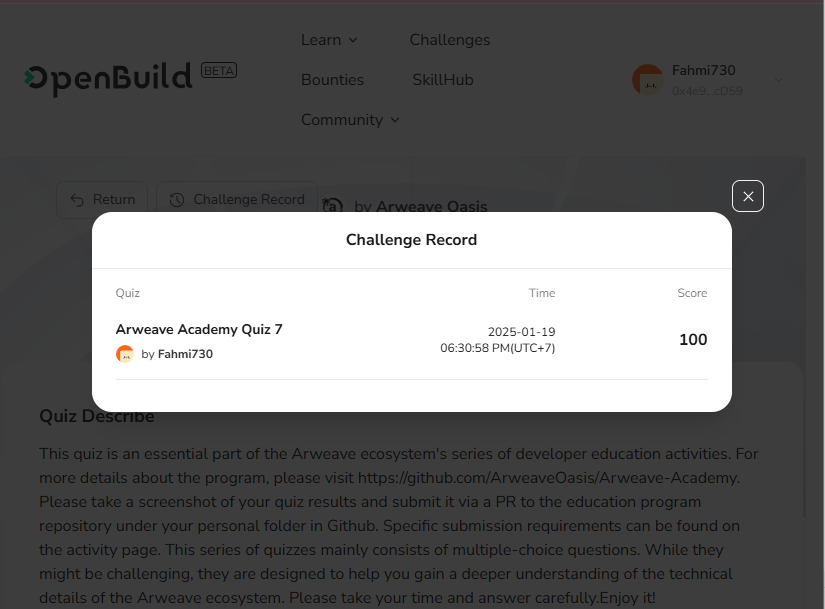 Learn
Challenges
OpenBuild BETA
Bounties
SkillHub
Fahmi730
0x4e9...cD59
Community
Return
Challenge Record
a by Arweave Oasis
Challenge Record
Quiz Time Score
Arweave Academy Quiz 7
by Fahmi730
2025-01-19
06:30:58 PM(UTC+7)
100
Quiz Describe
This quiz is an essential part of the Arweave ecosystem's series of developer education activities. For
more details about the program, please visit https://github.com/ArweaveOasis/Arweave-Academy.
Please take a screenshot of your quiz results and submit it via a PR to the education program
repository under your personal folder in Github. Specific submission requirements can be found on
the activity page. This series of quizzes mainly consists of multiple-choice questions. While they
might be challenging, they are designed to help you gain a deeper understanding of the technical
details of the Arweave ecosystem. Please take your time and answer carefully.Enjoy it!